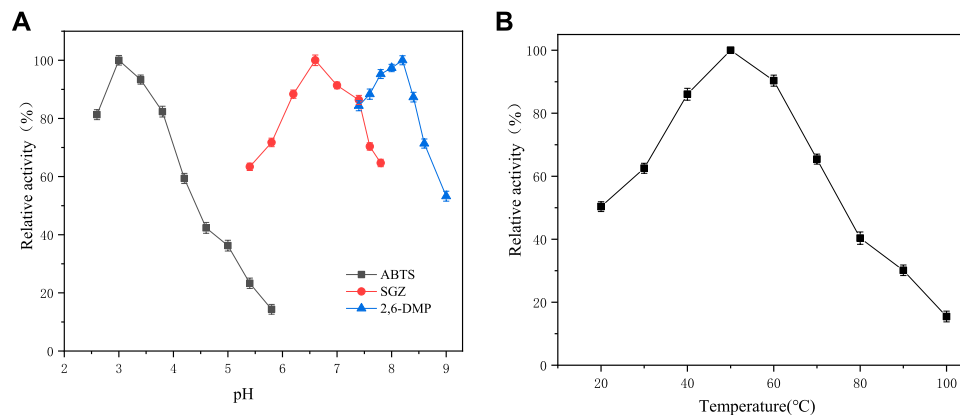 A
Relative activity (%)
100
80
60
40
20
0
2 3 4 5 6 7 8 9
pH
ABTS
SGZ
2,6-DMP
B
Relative activity (%)
100
80
60
40
20
0
20 40 60 80 100
Temperature(℃)